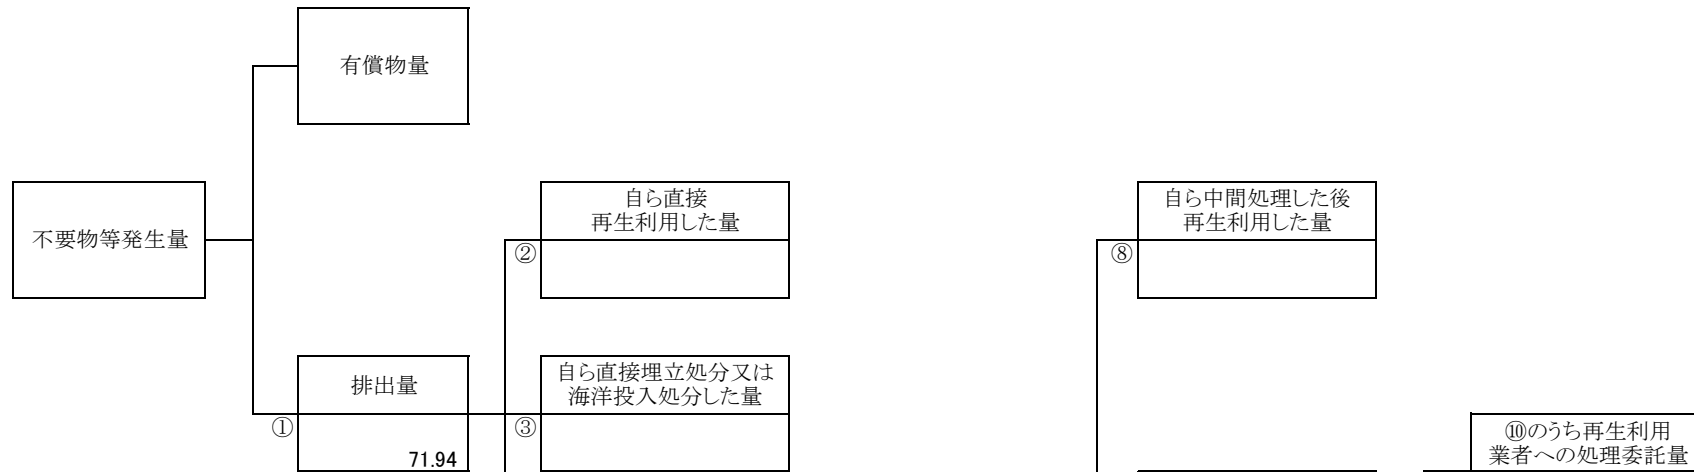 有償物量
不要物等発生量
自ら直接
再生利用した量
②
自ら中間処理した後
再生利用した量
⑧
排出量
①
71.94
自ら直接埋立処分又は
海洋投入処分した量
③
⑩のうち再生利用
業者への処理委託量